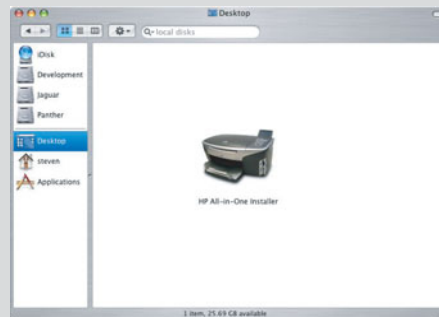 Desktop
local disks
iDisk
Development
Jaguar
Panther
Desktop
steven
Applications
HP All-in-One Installer
1 item, 25.69 GB available